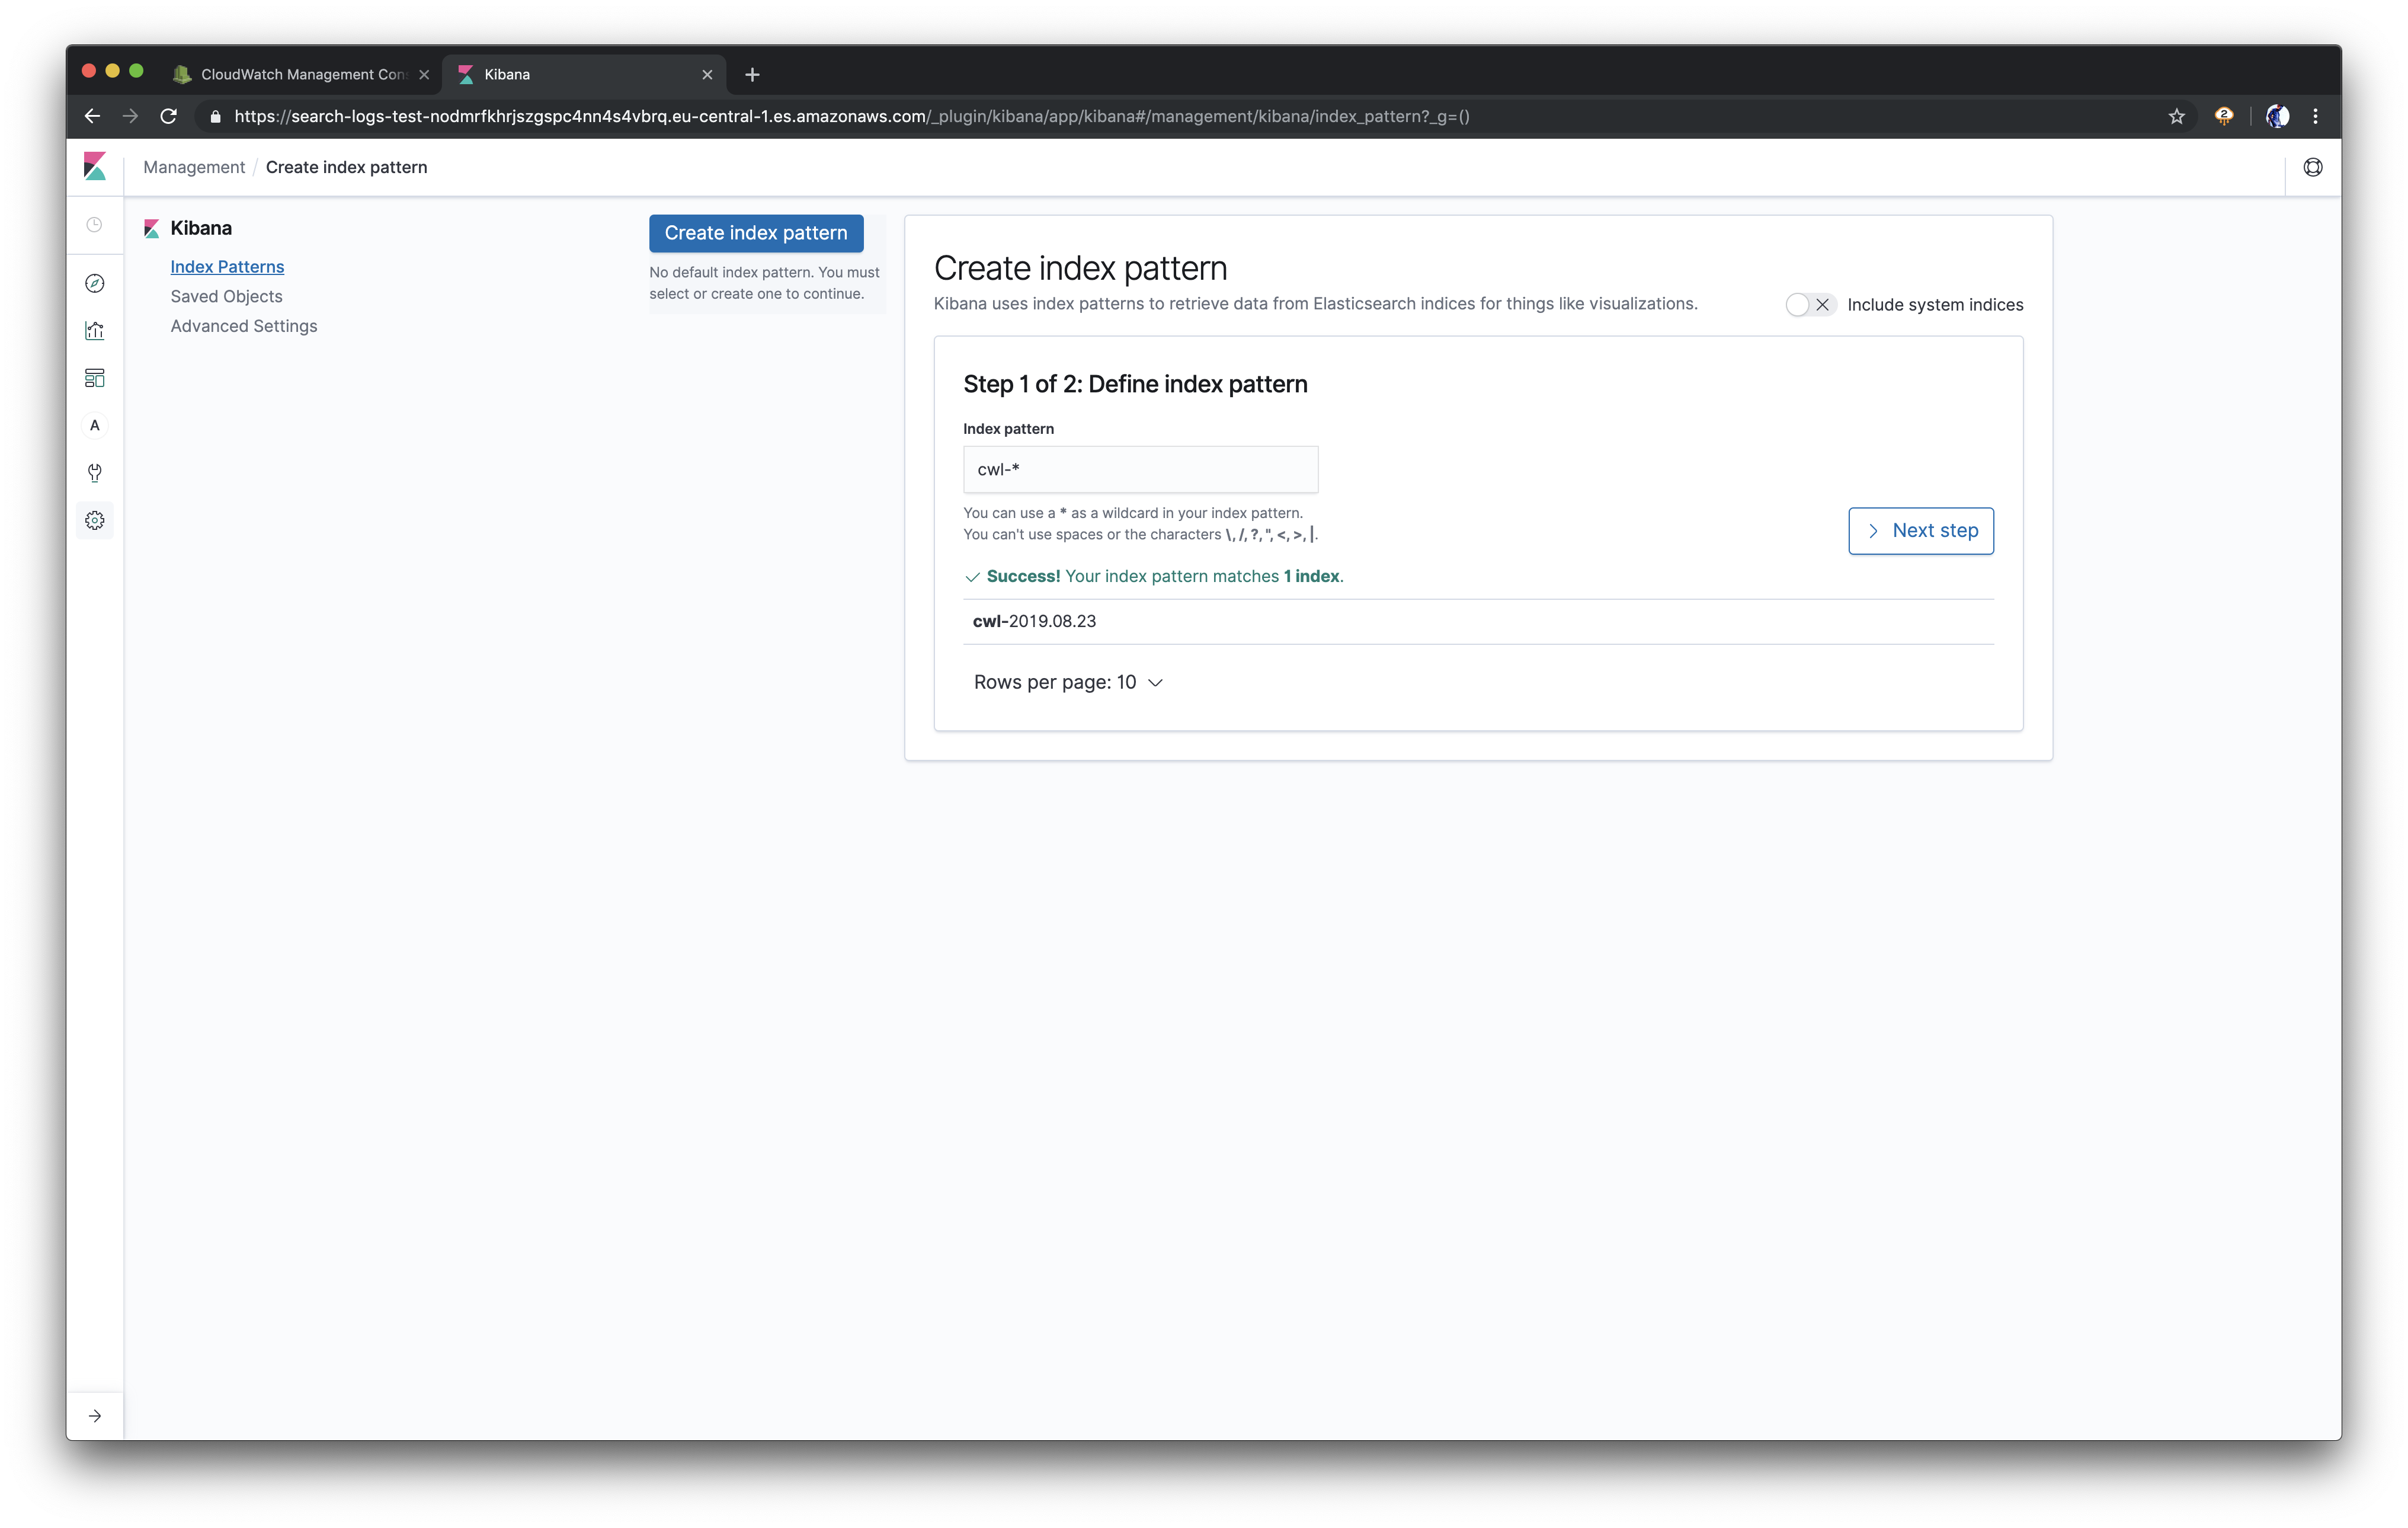 CloudWatch Management Con
Kibana
https://search-logs-test-nodmrfkhrjszgspc4nn4s4vbrq.eu-central-1.es.amazonaws.com/_plugin/kibana/app/kibana#/management/kibana/index_pattern?_g=()
2
Management / Create index pattern
Kibana
Index Patterns
Saved Objects
Advanced Settings
A
Create index pattern
No default index pattern. You must
select or create one to continue.
Create index pattern
Kibana uses index patterns to retrieve data from Elasticsearch indices for things like visualizations.
Include system indices
Step 1 of 2: Define index pattern
Index pattern
cwl-*
You can use a * as a wildcard in your index pattern.
You can't use spaces or the characters \, /, ?, ", <, >, |.
Next step
Success! Your index pattern matches 1 index.
cwl-2019.08.23
Rows per page: 10